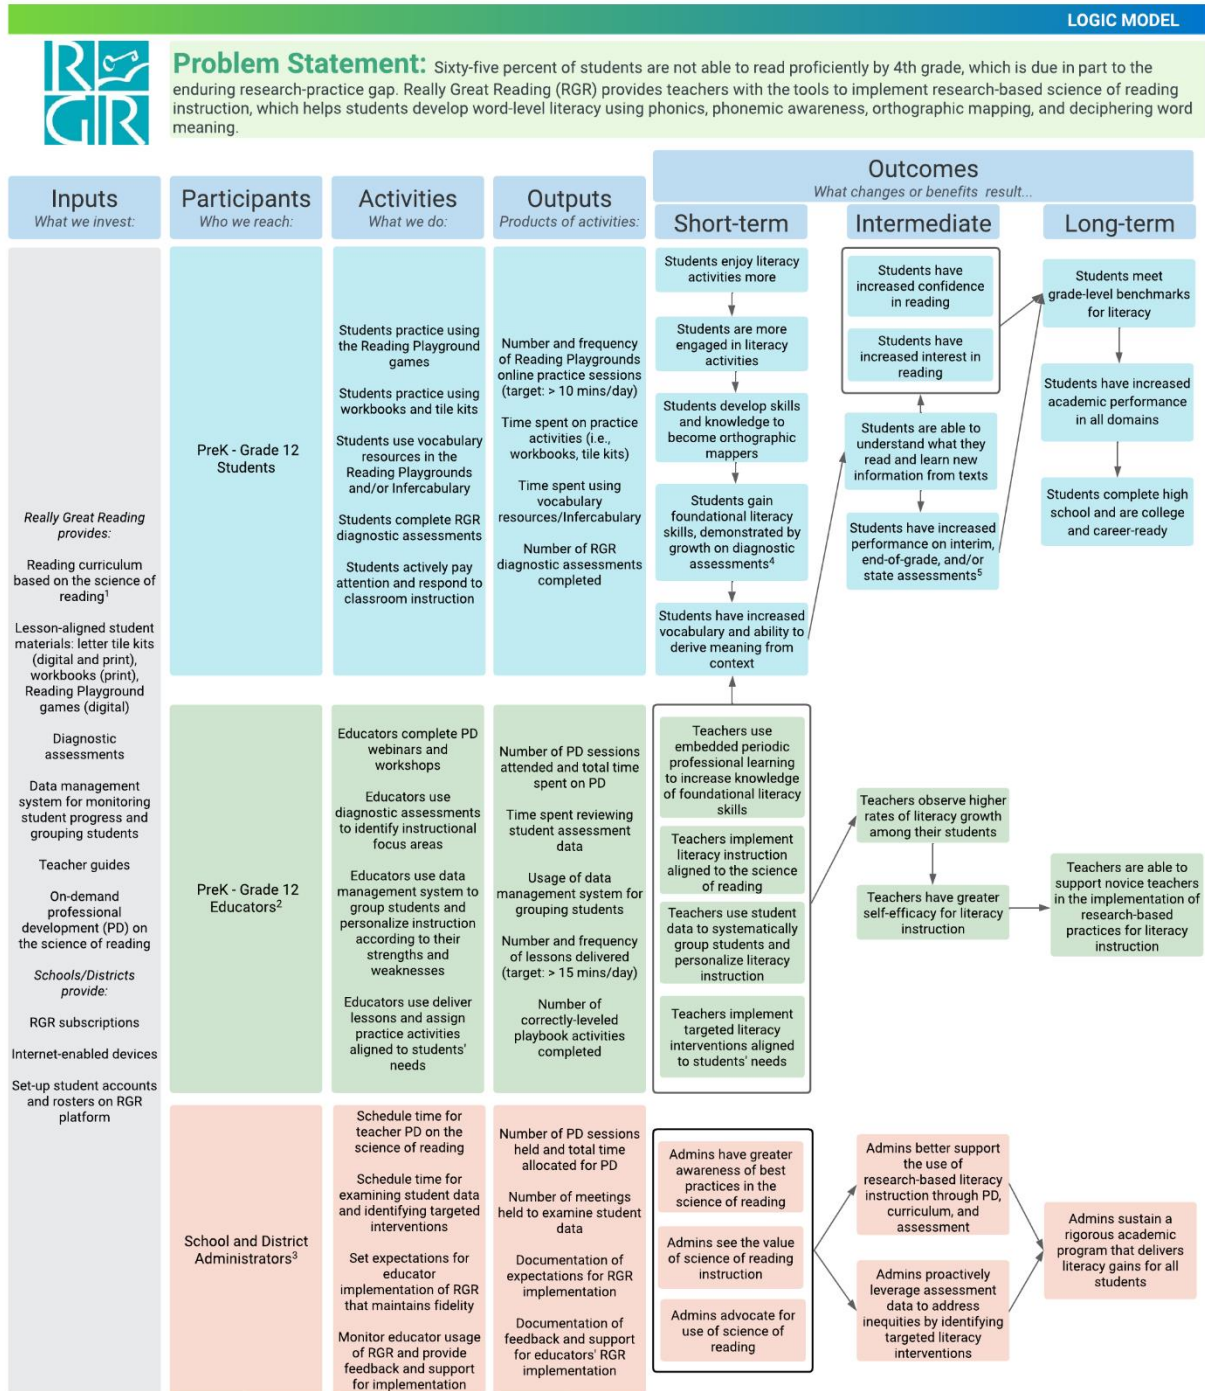 LOGIC MODEL
R
GR
Problem Statement: Sixty-five percent of students are not able to read proficiently by 4th grade, which is due in part to the
enduring research-practice gap. Really Great Reading (RGR) provides teachers with the tools to implement research-based science of reading
instruction, which helps students develop word-level literacy using phonics, phonemic awareness, orthographic mapping, and deciphering word
meaning.
Inputs
What we invest:
Participants
Who we reach:
Activities
What we do:
Outputs
Products of activities:
Outcomes
What changes or benefits result...
Short-term
Intermediate
Long-term
Really Great Reading
provides:
Reading curriculum
based on the science of
reading1
Lesson-aligned student
materials: letter tile kits
(digital and print),
workbooks (print),
Reading Playground
games (digital)
Diagnostic
assessments
Data management
system for monitoring
student progress and
grouping students
Teacher guides
On-demand
professional
development (PD) on
the science of reading
Schools/Districts
provide:
RGR subscriptions
Internet-enabled devices
Set-up student accounts
and rosters on RGR
platform
PreK - Grade 12
Students
Students practice using
the Reading Playground
games
Students practice using
workbooks and tile kits
Students use vocabulary
resources in the
Reading Playgrounds
and/or Infercabulary
Students complete RGR
diagnostic assessments
Students actively pay
attention and respond to
classroom instruction
Number and frequency
of Reading Playgrounds
online practice sessions
(target: > 10 mins/day)
Time spent on practice
activities (i.e.,
workbooks, tile kits)
Time spent using
vocabulary
resources/Infercabulary
Number of RGR
diagnostic assessments
completed
Students enjoy literacy
activities more
Students are more
engaged in literacy
activities
Students develop skills
and knowledge to
become orthographic
mappers
Students gain
foundational literacy
skills, demonstrated by
growth on diagnostic
assessments4
Students have increased
vocabulary and ability to
derive meaning from
context
Students have
increased confidence
in reading
Students have
increased interest in
reading
Students are able to
understand what they
read and learn new
information from texts
Students have increased
performance on interim,
end-of-grade, and/or
state assessments5
Students meet
grade-level benchmarks
for literacy
Students have increased
academic performance
in all domains
Students complete high
school and are college
and career-ready
PreK - Grade 12
Educators2
Educators complete PD
webinars and
workshops
Educators use
diagnostic assessments
to identify instructional
focus areas
Educators use data
management system to
group students and
personalize instruction
according to their
strengths and
weaknesses
Educators use deliver
lessons and assign
practice activities
aligned to students'
needs
Number of PD sessions
attended and total time
spent on PD
Time spent reviewing
student assessment
data
Usage of data
management system for
grouping students
Number and frequency
of lessons delivered
(target: > 15 mins/day)
Number of
correctly-leveled
playbook activities
completed
Teachers use
embedded periodic
professional learning
to increase knowledge
of foundational literacy
skills
Teachers implement
literacy instruction
aligned to the science
of reading
Teachers use student
data to systematically
group students and
personalize literacy
instruction
Teachers implement
targeted literacy
interventions aligned
to students' needs
Teachers observe higher
rates of literacy growth
among their students
Teachers have greater
self-efficacy for literacy
instruction
Teachers are able to
support novice teachers
in the implementation of
research-based
practices for literacy
instruction
School and District
Administrators3
Schedule time for
teacher PD on the
science of reading
Schedule time for
examining student data
and identifying targeted
interventions
Set expectations for
educator
implementation of RGR
that maintains fidelity
Monitor educator usage
of RGR and provide
feedback and support
for implementation
Number of PD sessions
held and total time
allocated for PD
Number of meetings
held to examine student
data
Documentation of
expectations for RGR
implementation
Documentation of
feedback and support
for educators' RGR
implementation
Admins have greater
awareness of best
practices in the
science of reading
Admins see the value
of science of reading
instruction
Admins advocate for
use of science of
reading
Admins better support
the use of
research-based literacy
instruction through PD,
curriculum, and
assessment
Admins proactively
leverage assessment
data to address
inequities by identifying
targeted literacy
interventions
Admins sustain a
rigorous academic
program that delivers
literacy gains for all
students